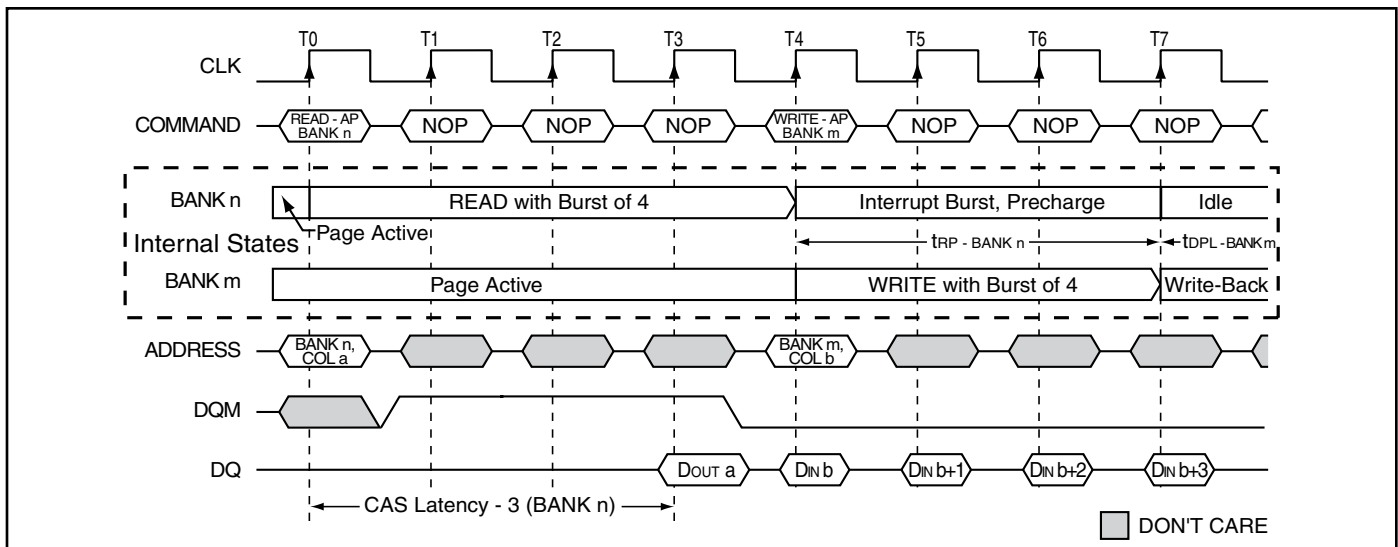 T0 T1 T2 T3 T4 T5 T6 T7
CLK
COMMAND READ - AP BANK n NOP NOP NOP WRITE - AP BANK m NOP NOP NOP
BANK n READ with Burst of 4 Interrupt Burst, Precharge Idle
Internal States Page Active tRP - BANK n tDPL - BANK m
BANK m Page Active WRITE with Burst of 4 Write-Back
ADDRESS BANK n, COL a BANK m, COL b
DQM
DQ DOUT a DIN b DIN b+1 DIN b+2 DIN b+3
CAS Latency - 3 (BANK n)
DON'T CARE